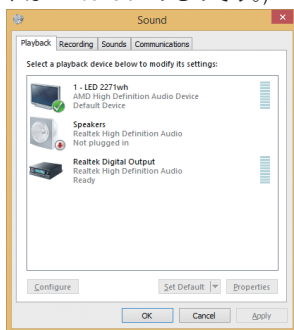 Sound
Playback
Recording
Sounds
Communications
Select a playback device below to modify its settings:
1 - LED 2271wh
AMD High Definition Audio Device
Default Device
Speakers
Realtek High Definition Audio
Not plugged in
Realtek Digital Output
Realtek High Definition Audio
Ready
Configure
Set Default
Properties
OK
Cancel
Apply